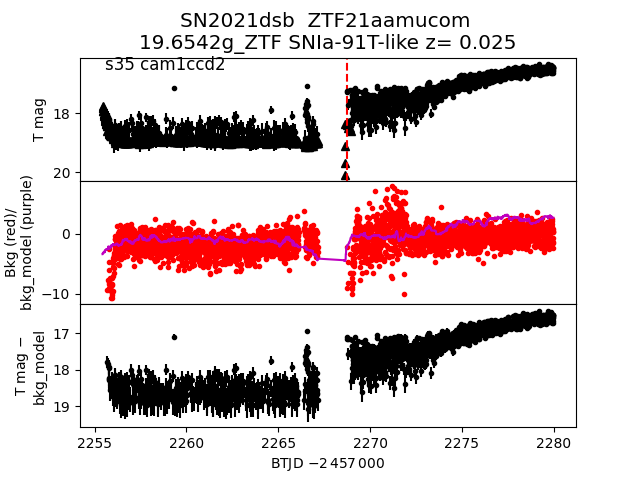 SN2021dsb ZTF21aamucom
19.6542g_ZTF SNIa-91T-like z= 0.025
s35 cam1ccd2
T mag
18
20
Bkg (red)/
bkg_model (purple)
0
−10
T mag −
bkg_model
17
18
19
2255
2260
2265
2270
2275
2280
BTJD −2 457 000